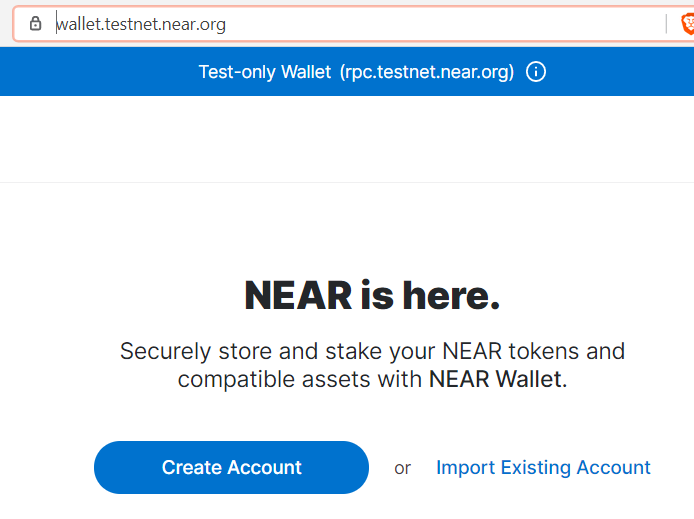 wallet.testnet.near.org
Test-only Wallet (rpc.testnet.near.org)
NEAR is here.
Securely store and stake your NEAR tokens and
compatible assets with NEAR Wallet.
Create Account or Import Existing Account